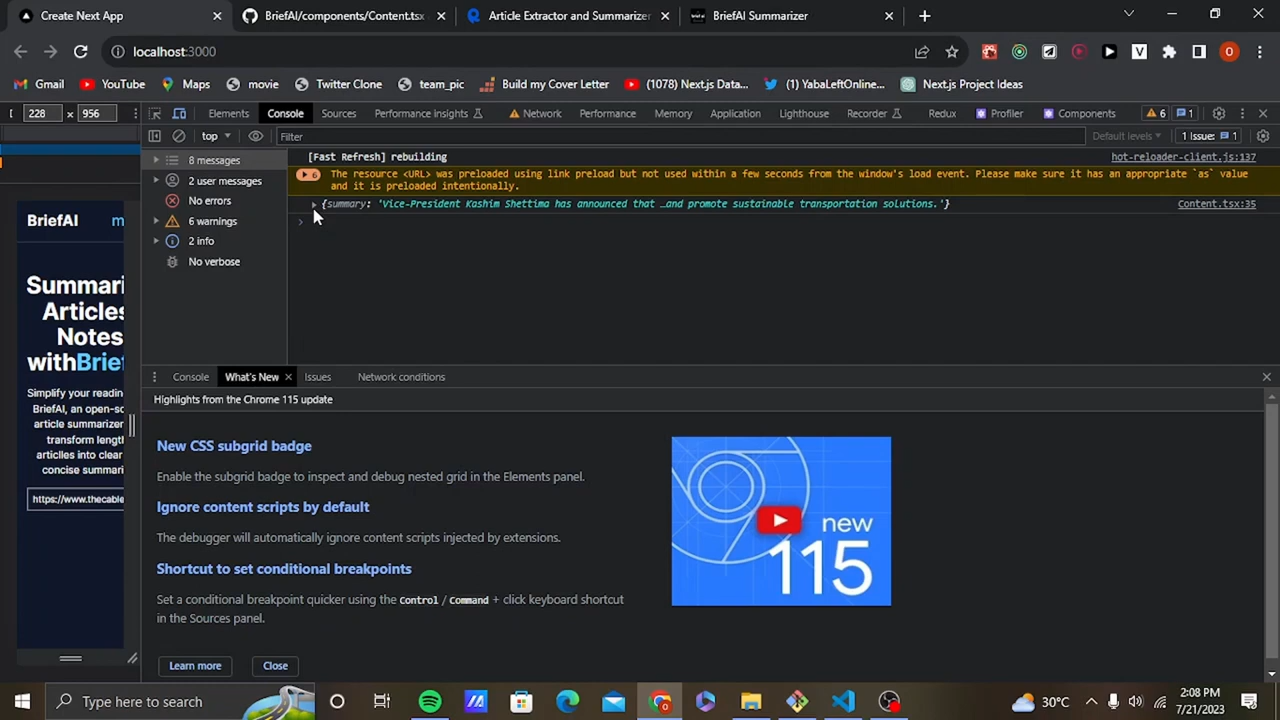 Create Next App
BriefAI/components/Content.tsx
Article Extractor and Summarizer
BriefAI Summarizer
localhost:3000
V
O
Gmail
YouTube
Maps
movie
Twitter Clone
team_pic
Build my Cover Letter
(1078) Next.js Data...
(1) YabaLeftOnline...
Next.js Project Ideas
228 x 956
Elements
Console
Sources
Performance insights
Network
Performance
Memory
Application
Lighthouse
Recorder
Redux
Profiler
Components
6
1
top
Filter
Default levels
1 Issue: 1
8 messages
2 user messages
No errors
6 warnings
2 info
No verbose
[Fast Refresh] rebuilding
hot-reloader-client.js:137
6
The resource <URL> was preloaded using link preload but not used within a few seconds from the window's load event. Please make sure it has an appropriate `as` value
and it is preloaded intentionally.
{summary: 'Vice-President Kashim Shettima has announced that …and promote sustainable transportation solutions.'}
Content.tsx:35
BriefAI
m
Summari
Articles
Notes
withBrief
Simplify your reading
BriefAI, an open-so
article summarizer
transform length
articlles into clear
concise summari
https://www.thecable
Console
What's New
Issues
Network conditions
Highlights from the Chrome 115 update
New CSS subgrid badge
Enable the subgrid badge to inspect and debug nested grid in the Elements panel.
Ignore content scripts by default
The debugger will automatically ignore content scripts injected by extensions.
Shortcut to set conditional breakpoints
Set a conditional breakpoint quicker using the Control / Command + click keyboard shortcut
in the Sources panel.
new
115
Learn more
Close
Type here to search
30°C
2:08 PM
7/21/2023